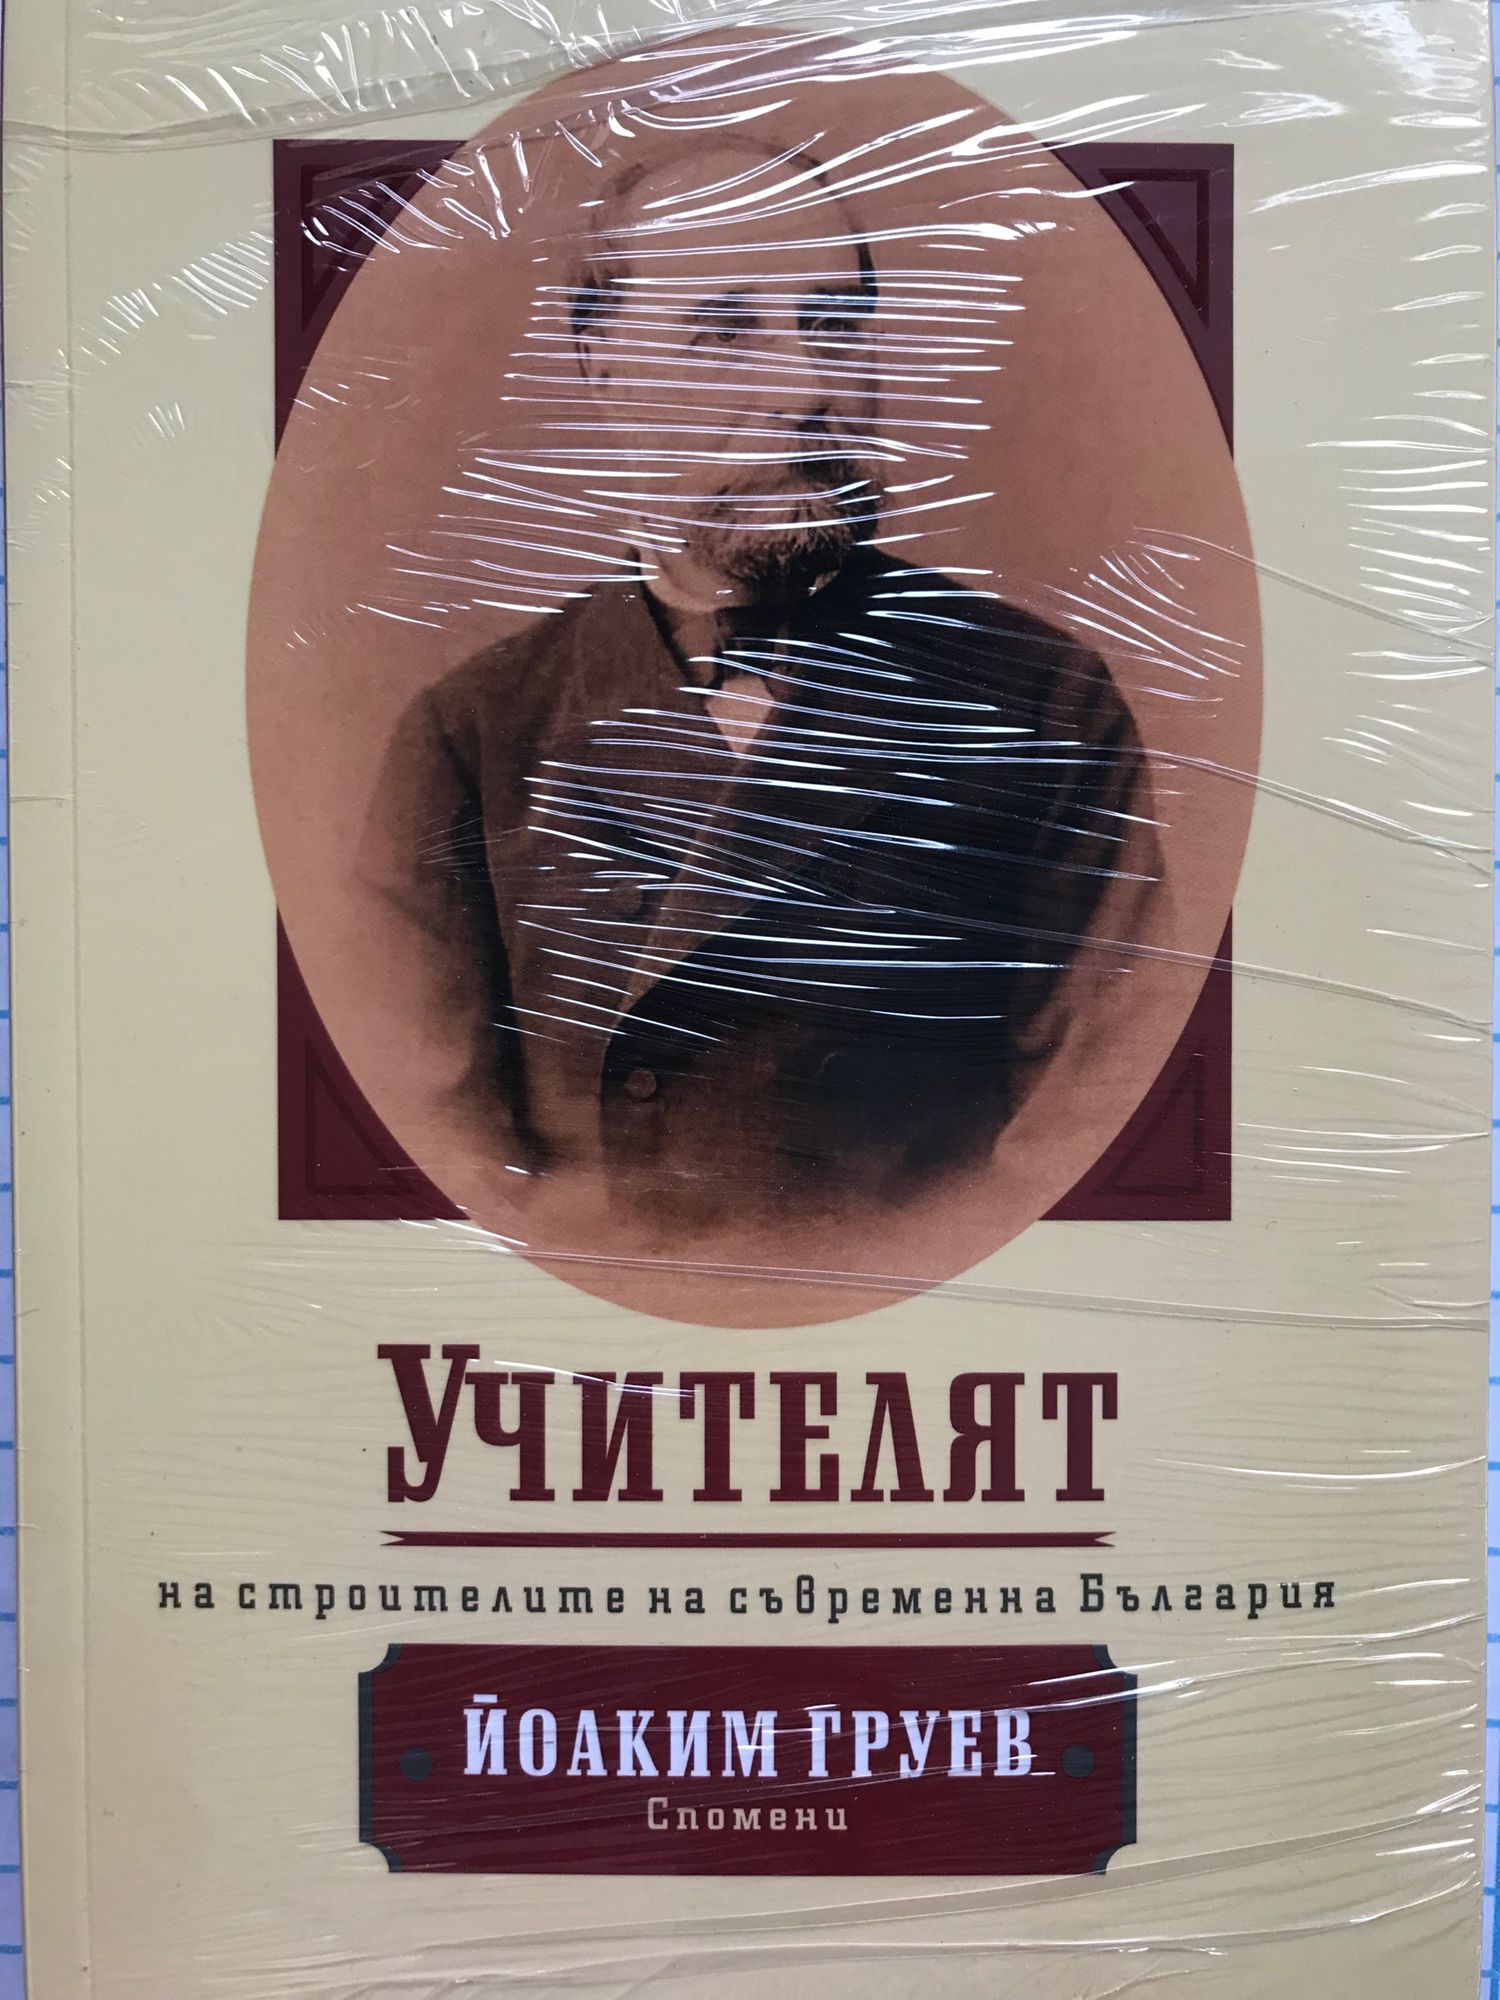 Учителят
на строителите на съвременна България
ЙОАКИМ ГРУЕВ
Спомени